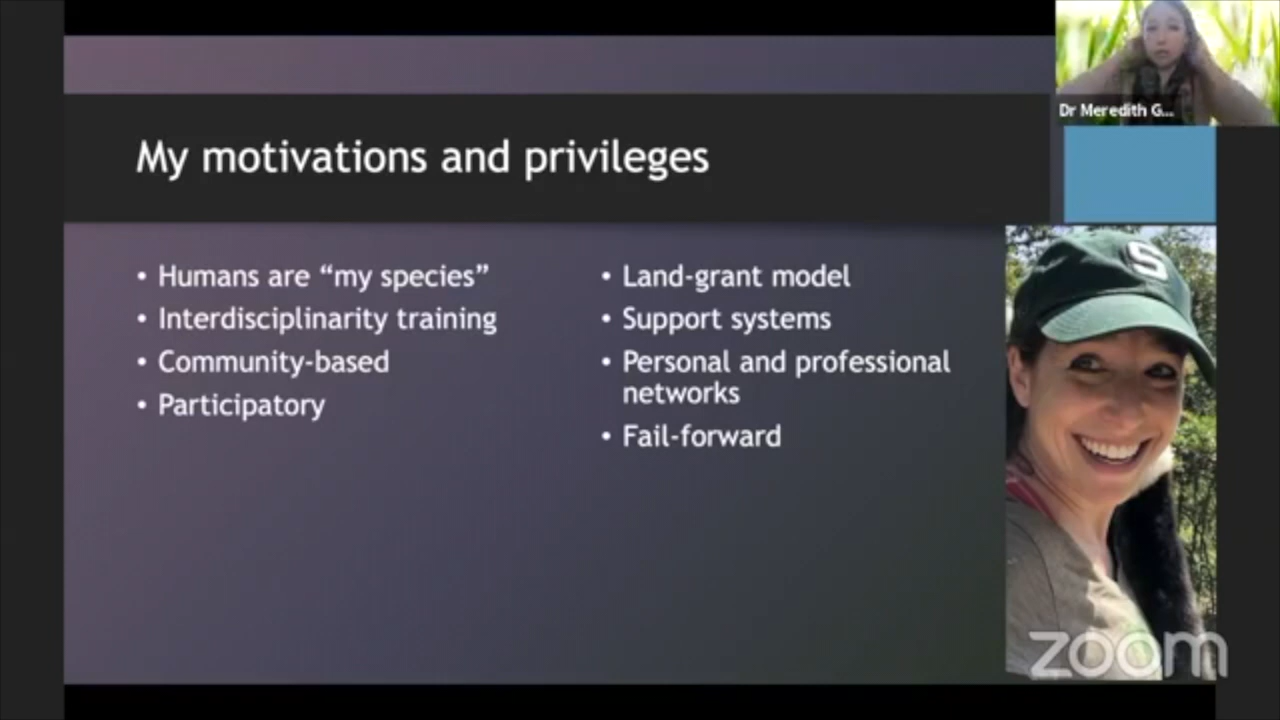 Dr Meredith G...
My motivations and privileges
• Humans are “my species”
• Interdisciplinarity training
• Community-based
• Participatory
• Land-grant model
• Support systems
• Personal and professional
networks
• Fail-forward
S
zoom